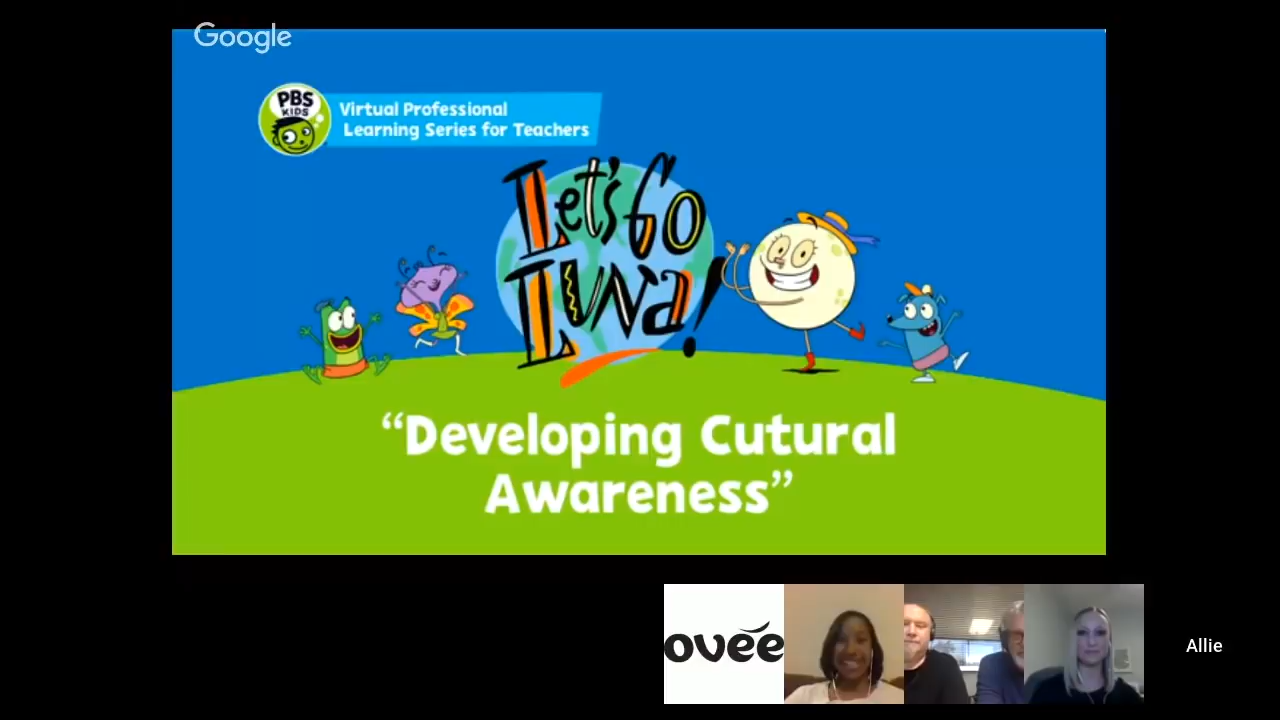 Google
PBS
KIDS
Virtual Professional
Learning Series for Teachers
Let's Go
Luna!
“Developing Cutural
Awareness”
ovee
Allie